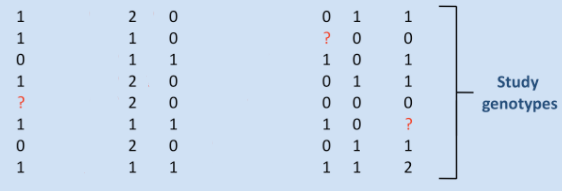 1 2 0 0 1 1
1 1 0 ? 0 0
0 1 1 1 0 1
1 2 0 0 1 1
? 2 0 0 0 0
1 1 1 1 0 ?
0 2 0 0 1 1
1 1 1 1 1 2
Study
genotypes